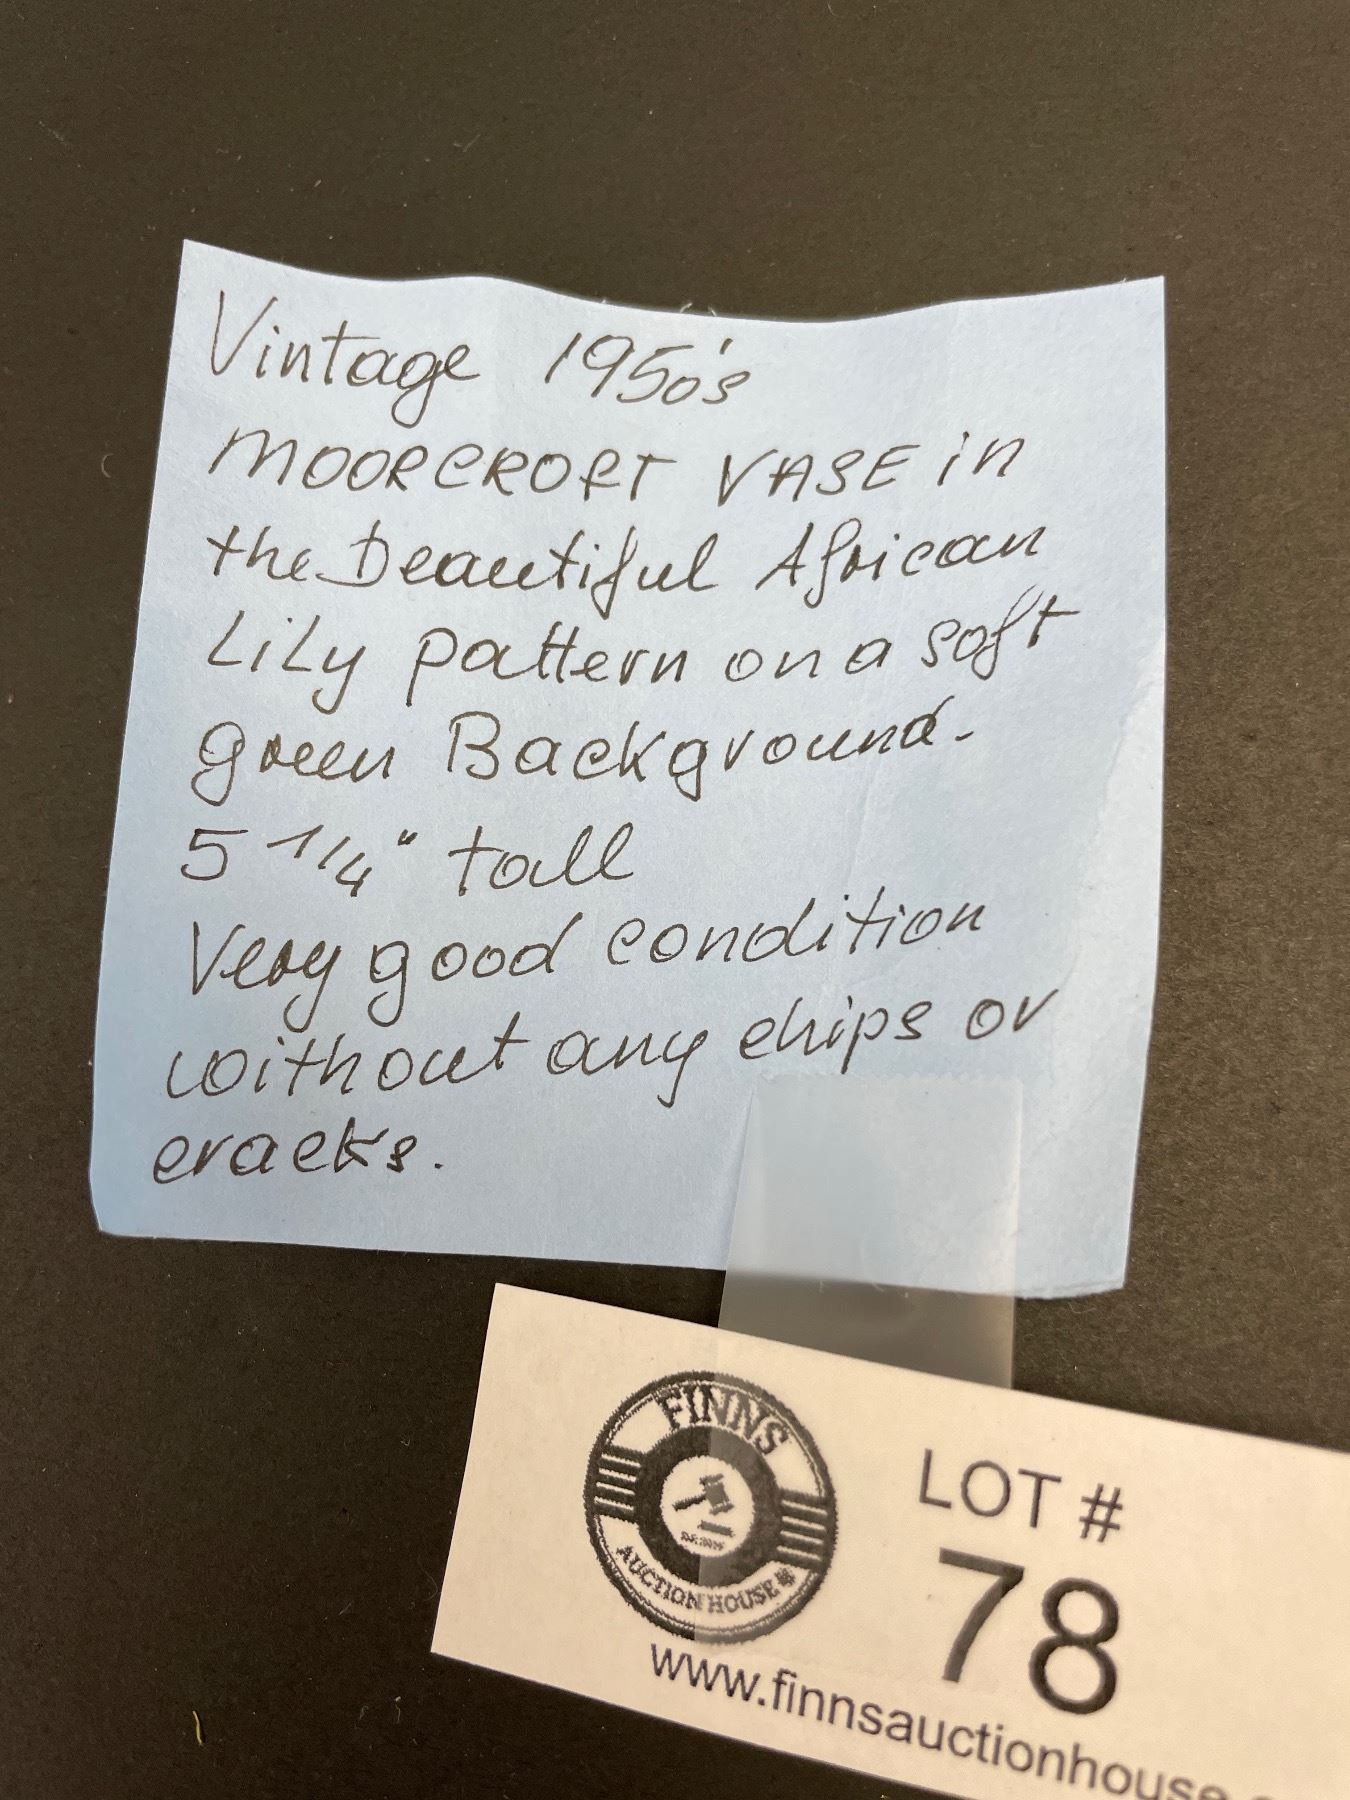 Vintage 1950's
MOORCROFT VASE in
the Beautiful African
LiLy pattern on a soft
green Background.
5 1/4" tall
Very good condition
without any chips or
cracks.
FINNS
AUCTION HOUSE
LOT #
78
www.finnsauctionhouse.